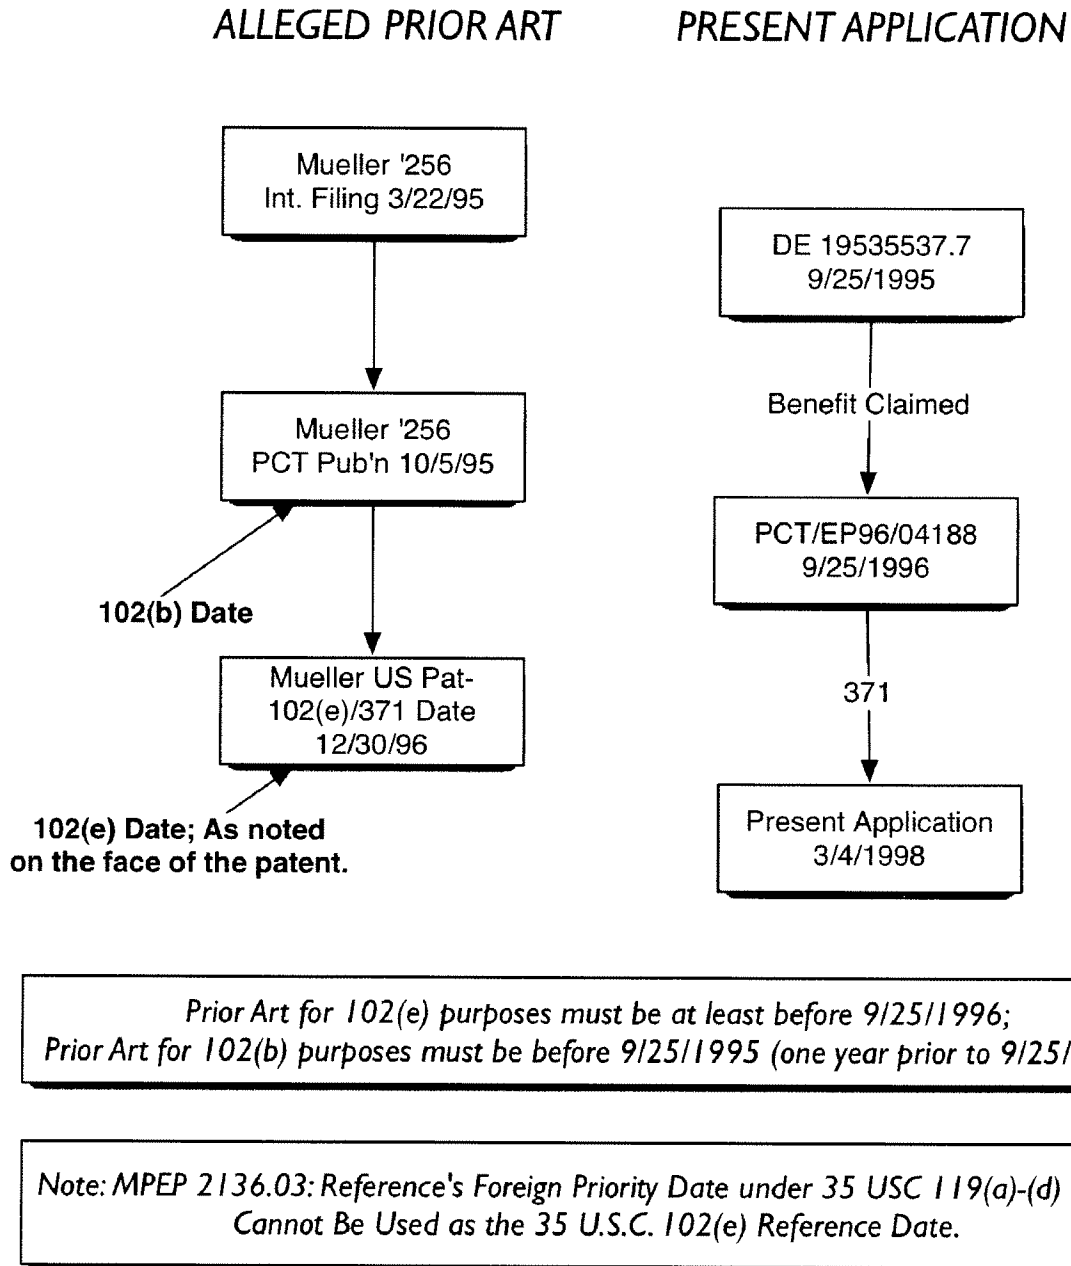 ALLEGED PRIOR ART
PRESENT APPLICATION
Mueller '256
Int. Filing 3/22/95
Mueller '256
PCT Pub'n 10/5/95
102(b) Date
Mueller US Pat-
102(e)/371 Date
12/30/96
102(e) Date; As noted
on the face of the patent.
DE 19535537.7
9/25/1995
Benefit Claimed
PCT/EP96/04188
9/25/1996
371
Present Application
3/4/1998
Prior Art for 102(e) purposes must be at least before 9/25/1996;
Prior Art for 102(b) purposes must be before 9/25/1995 (one year prior to 9/25/
Note: MPEP 2136.03: Reference's Foreign Priority Date under 35 USC 119(a)-(d)
Cannot Be Used as the 35 U.S.C. 102(e) Reference Date.